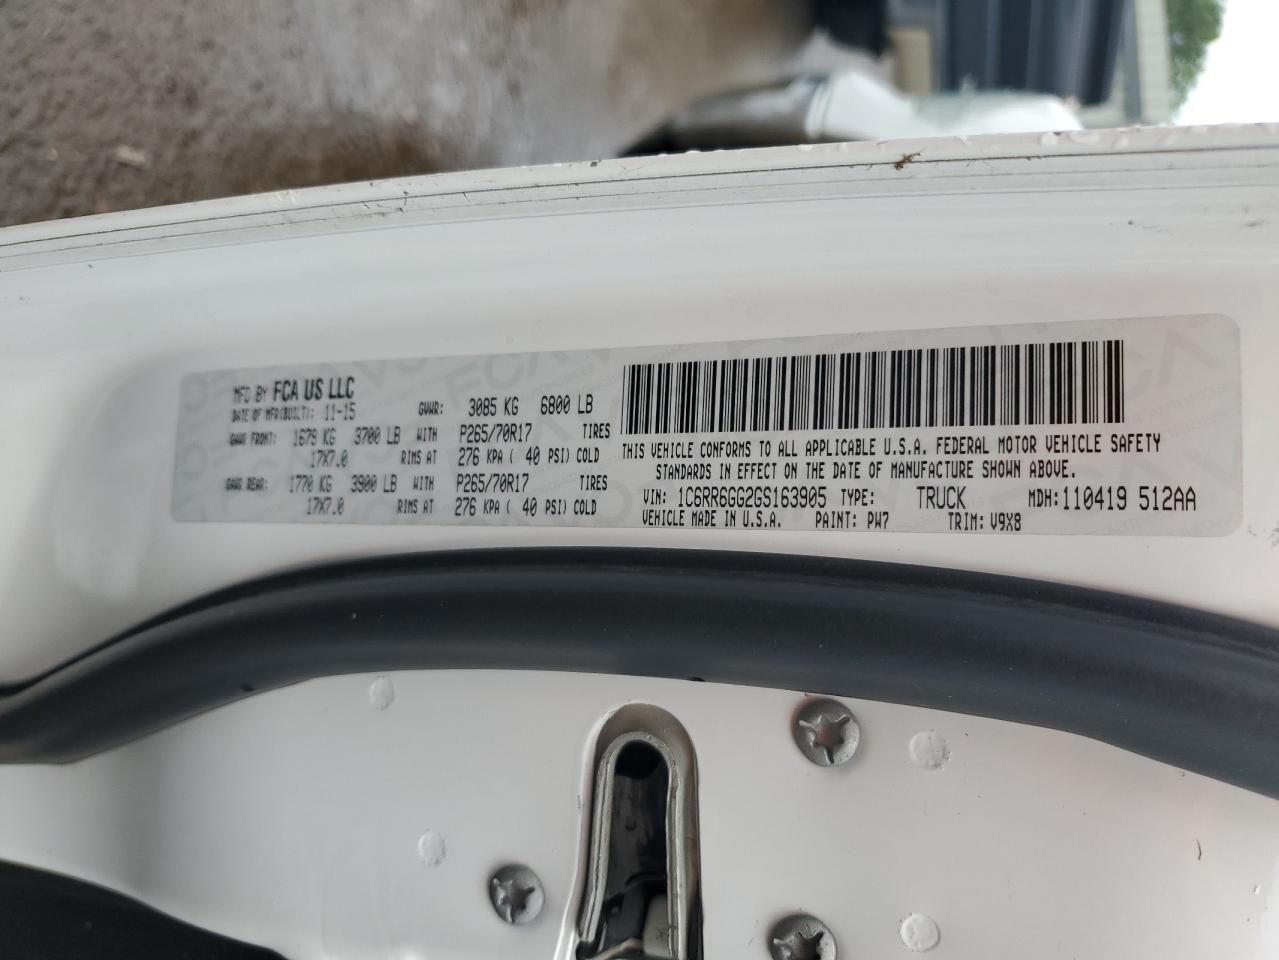 MFD BY FCA US LLC
DATE OF MFR(BUILT): 11-15 GVWR: 3085 KG 6800 LB
GAWR FRONT: 1679 KG 3700 LB WITH P265/70R17 TIRES
17X7.0 RIMS AT 276 KPA ( 40 PSI) COLD
GAWR REAR: 1770 KG 3900 LB WITH P265/70R17 TIRES
17X7.0 RIMS AT 276 KPA ( 40 PSI) COLD
THIS VEHICLE CONFORMS TO ALL APPLICABLE U.S.A. FEDERAL MOTOR VEHICLE SAFETY
STANDARDS IN EFFECT ON THE DATE OF MANUFACTURE SHOWN ABOVE.
VIN: 1C6RR6GG2GS163905 TYPE: TRUCK MDH: 110419 512AA
VEHICLE MADE IN U.S.A. PAINT: PW7 TRIM: V9X8